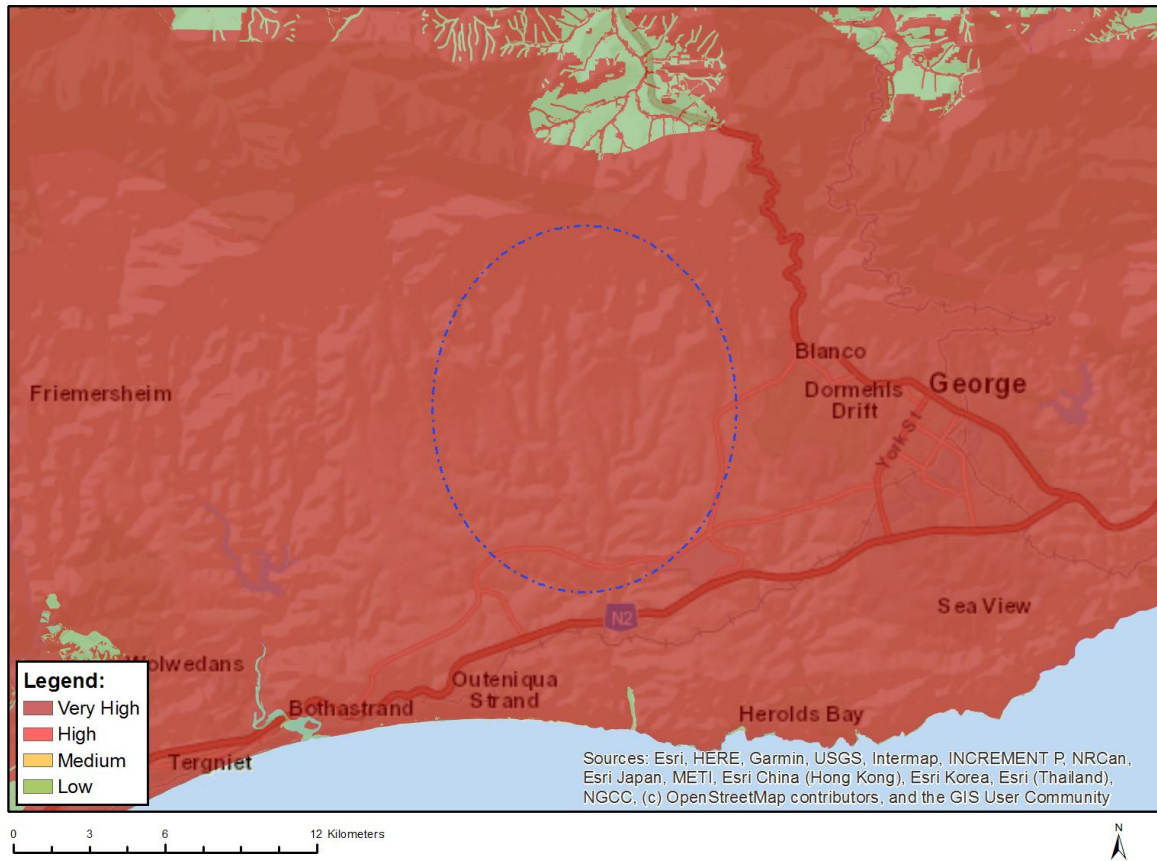 Blanco
George
Dormehls
Drift
Friemersheim
York St
N2
Sea View
Wolwedans
Outeniqua
Strand
Bothastrand
Herolds Bay
Tergniet
Legend:
Very High
High
Medium
Low
Sources: Esri, HERE, Garmin, USGS, Intermap, INCREMENT P, NRCan,
Esri Japan, METI, Esri China (Hong Kong), Esri Korea, Esri (Thailand),
NGCC, (c) OpenStreetMap contributors, and the GIS User Community
0 3 6 12 Kilometers
N